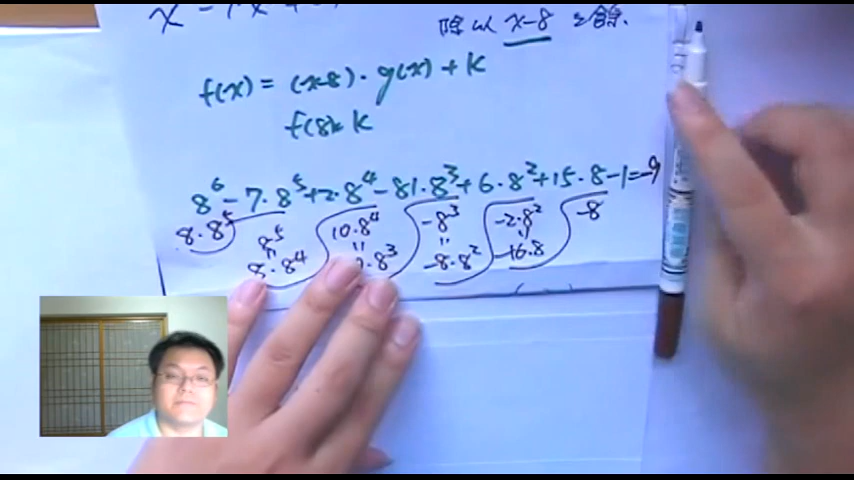 除以 x-8 之餘.
f(x) = (x-8)·g(x)+k
f(8)=k
8⁶-7·8⁵+2·8⁴-81·8³+6·8²+15·8-1=-9
8·8⁵ 8⁵ 10·8⁴ -8³ -2·8² -8
8·8⁴ ·8³ -8·8² -16·8